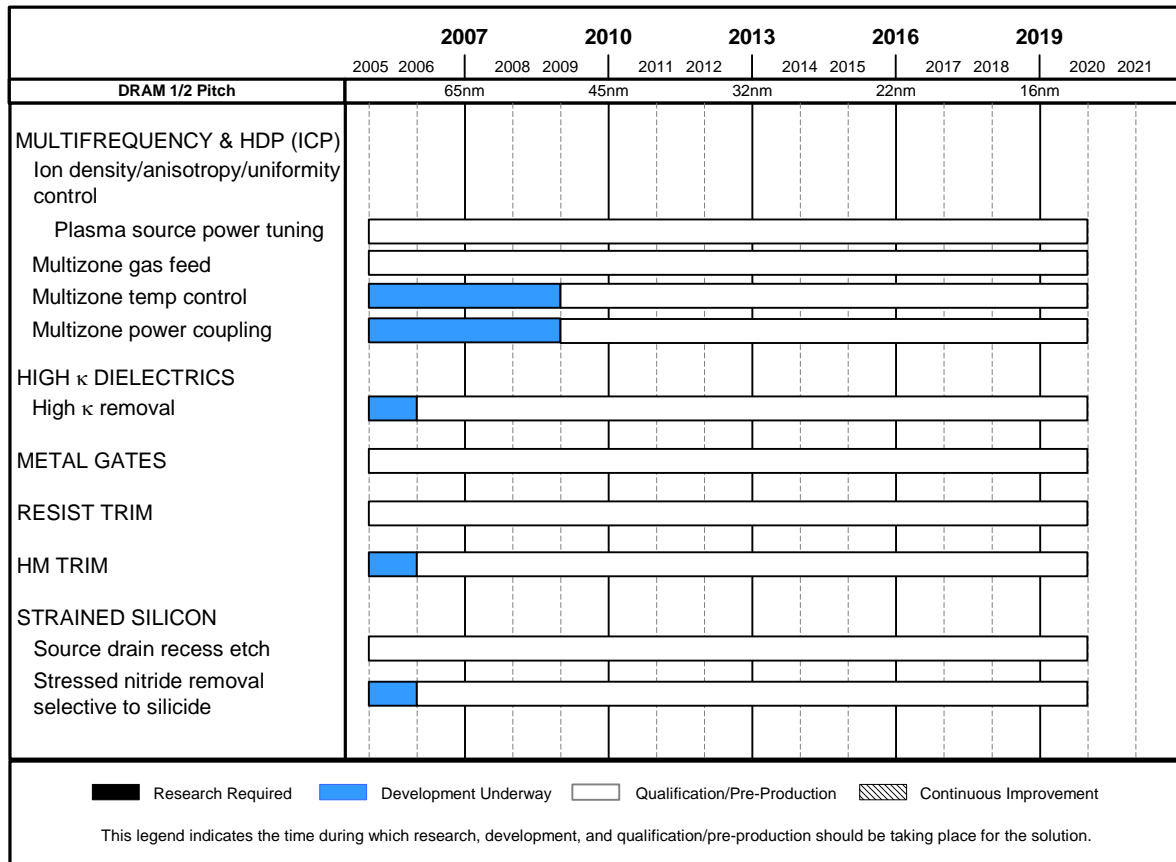 2007 2010 2013 2016 2019
2005 2006 2008 2009 2011 2012 2014 2015 2017 2018 2020 2021
DRAM 1/2 Pitch 65nm 45nm 32nm 22nm 16nm
MULTIFREQUENCY & HDP (ICP)
Ion density/anisotropy/uniformity
control
Plasma source power tuning
Multizone gas feed
Multizone temp control
Multizone power coupling
HIGH κ DIELECTRICS
High κ removal
METAL GATES
RESIST TRIM
HM TRIM
STRAINED SILICON
Source drain recess etch
Stressed nitride removal
selective to silicide
Research Required Development Underway Qualification/Pre-Production Continuous Improvement
This legend indicates the time during which research, development, and qualification/pre-production should be taking place for the solution.